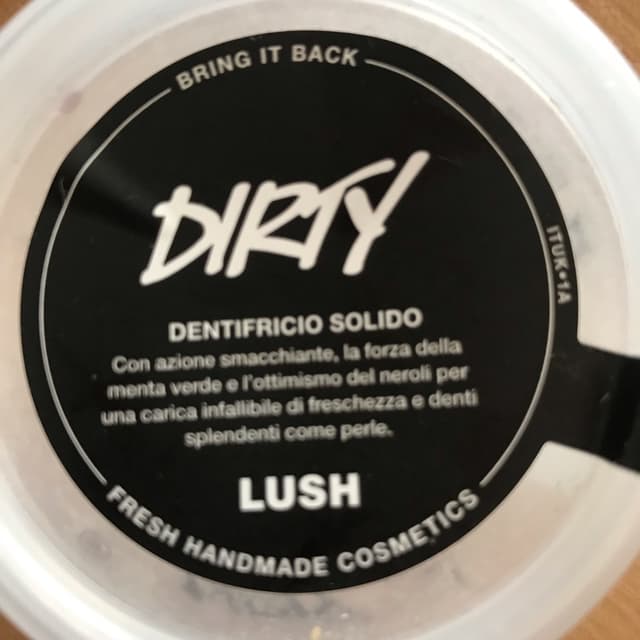 BRING IT BACK
DIRTY
ITUK•1A
DENTIFRICIO SOLIDO
Con azione smacchiante, la forza della
menta verde e l'ottimismo del neroli per
una carica infallibile di freschezza e denti
splendenti come perle.
LUSH
FRESH HANDMADE COSMETICS